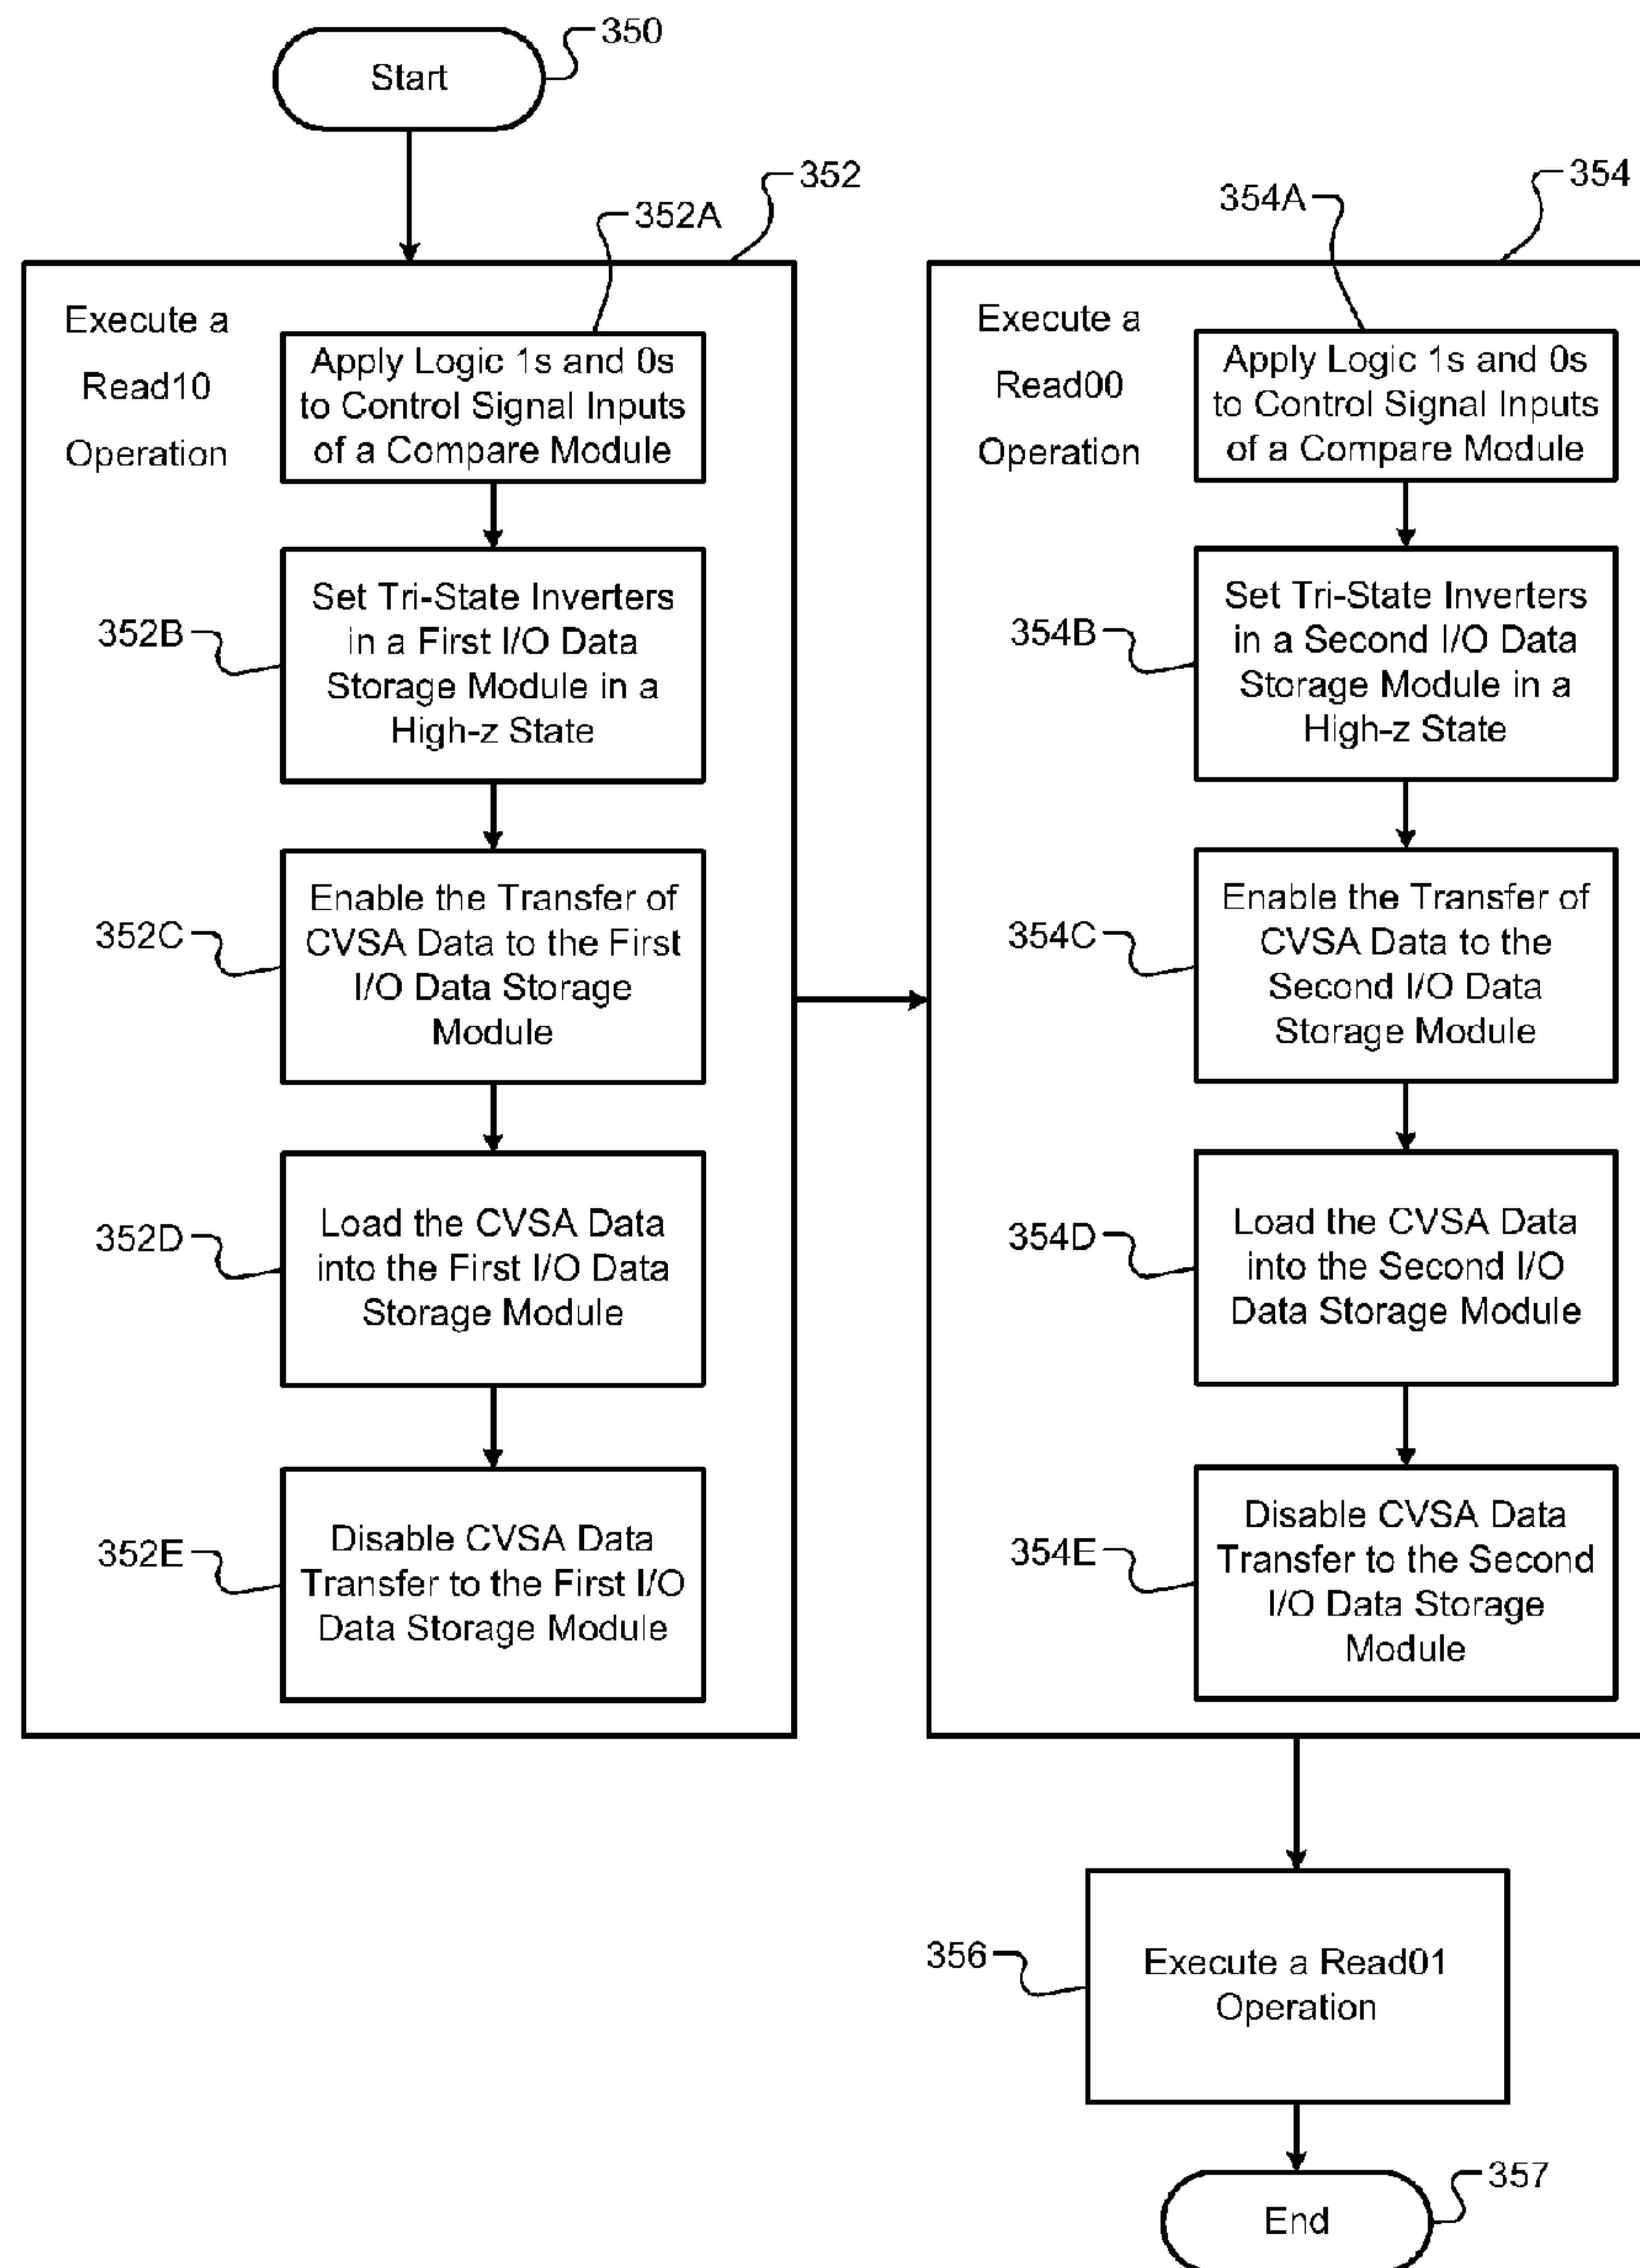 Start
350
352
352A
Execute a
Read10
Operation
Apply Logic 1s and 0s
to Control Signal Inputs
of a Compare Module
352B
Set Tri-State Inverters
in a First I/O Data
Storage Module in a
High-z State
352C
Enable the Transfer of
CVSA Data to the First
I/O Data Storage
Module
352D
Load the CVSA Data
into the First I/O Data
Storage Module
352E
Disable CVSA Data
Transfer to the First I/O
Data Storage Module
354
354A
Execute a
Read00
Operation
Apply Logic 1s and 0s
to Control Signal Inputs
of a Compare Module
354B
Set Tri-State Inverters
in a Second I/O Data
Storage Module in a
High-z State
354C
Enable the Transfer of
CVSA Data to the
Second I/O Data
Storage Module
354D
Load the CVSA Data
into the Second I/O
Data Storage Module
354E
Disable CVSA Data
Transfer to the Second
I/O Data Storage
Module
356
Execute a Read01
Operation
357
End